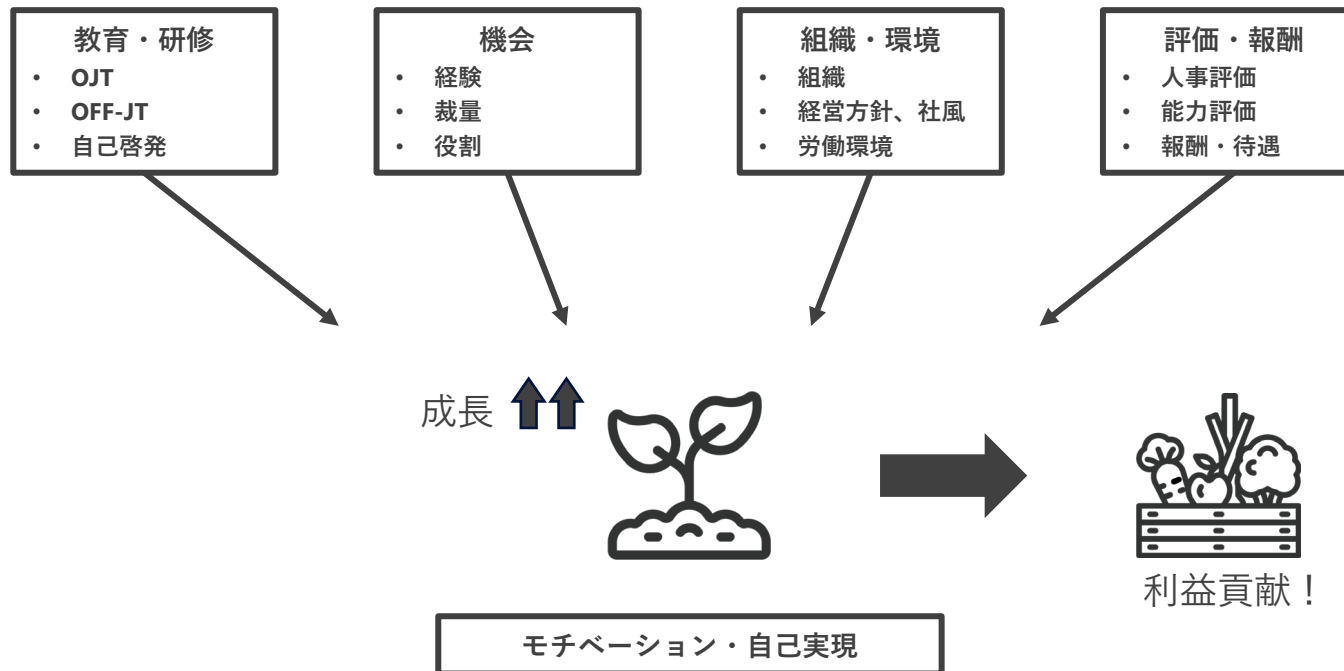 教育・研修
• OJT
• OFF-JT
• 自己啓発
機会
• 経験
• 裁量
• 役割
組織・環境
• 組織
• 経営方針、社風
• 労働環境
評価・報酬
• 人事評価
• 能力評価
• 報酬・待遇
成長
利益貢献！
モチベーション・自己実現